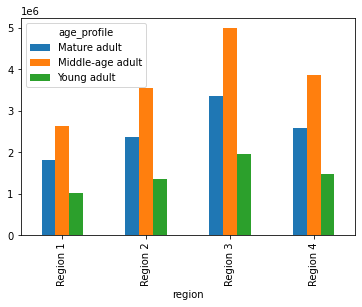 1e6
age_profile
Mature adult
Middle-age adult
Young adult
5
4
3
2
1
0
Region 1
Region 2
Region 3
Region 4
region